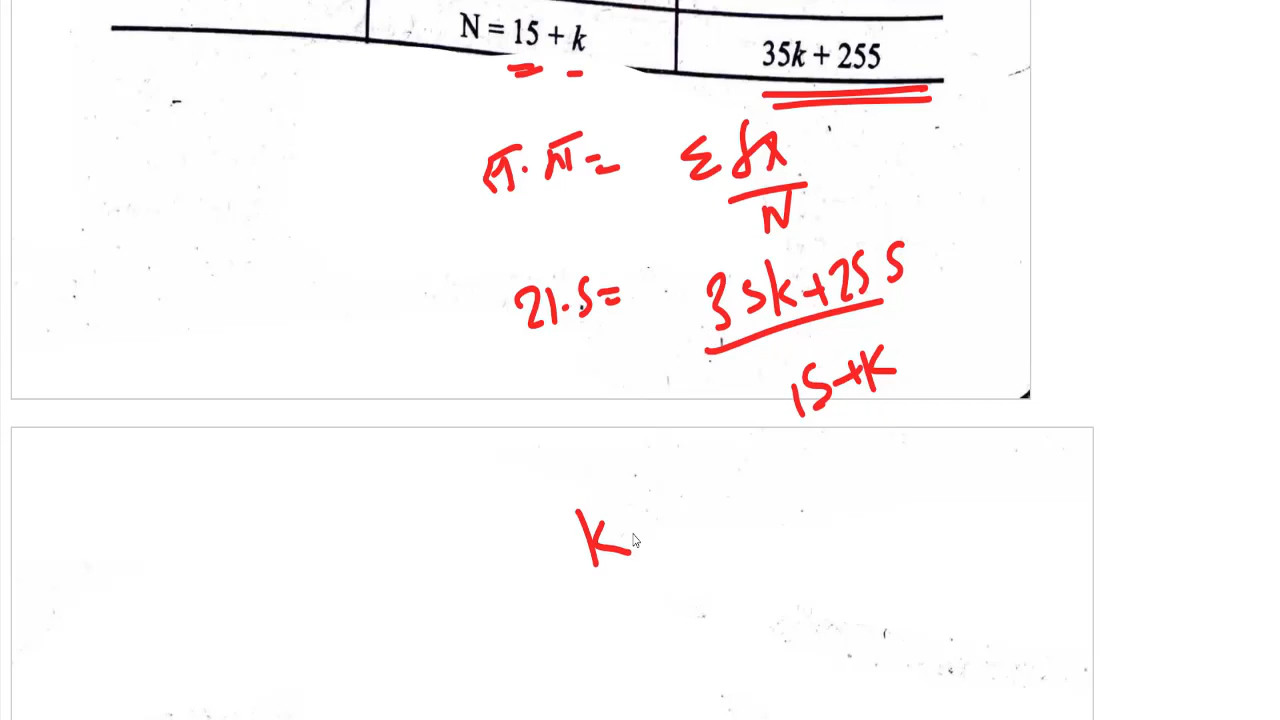 N = 15 + k
35k + 255
गा. मा = Σfx
N
21.5 = 35k+255
15+k
k